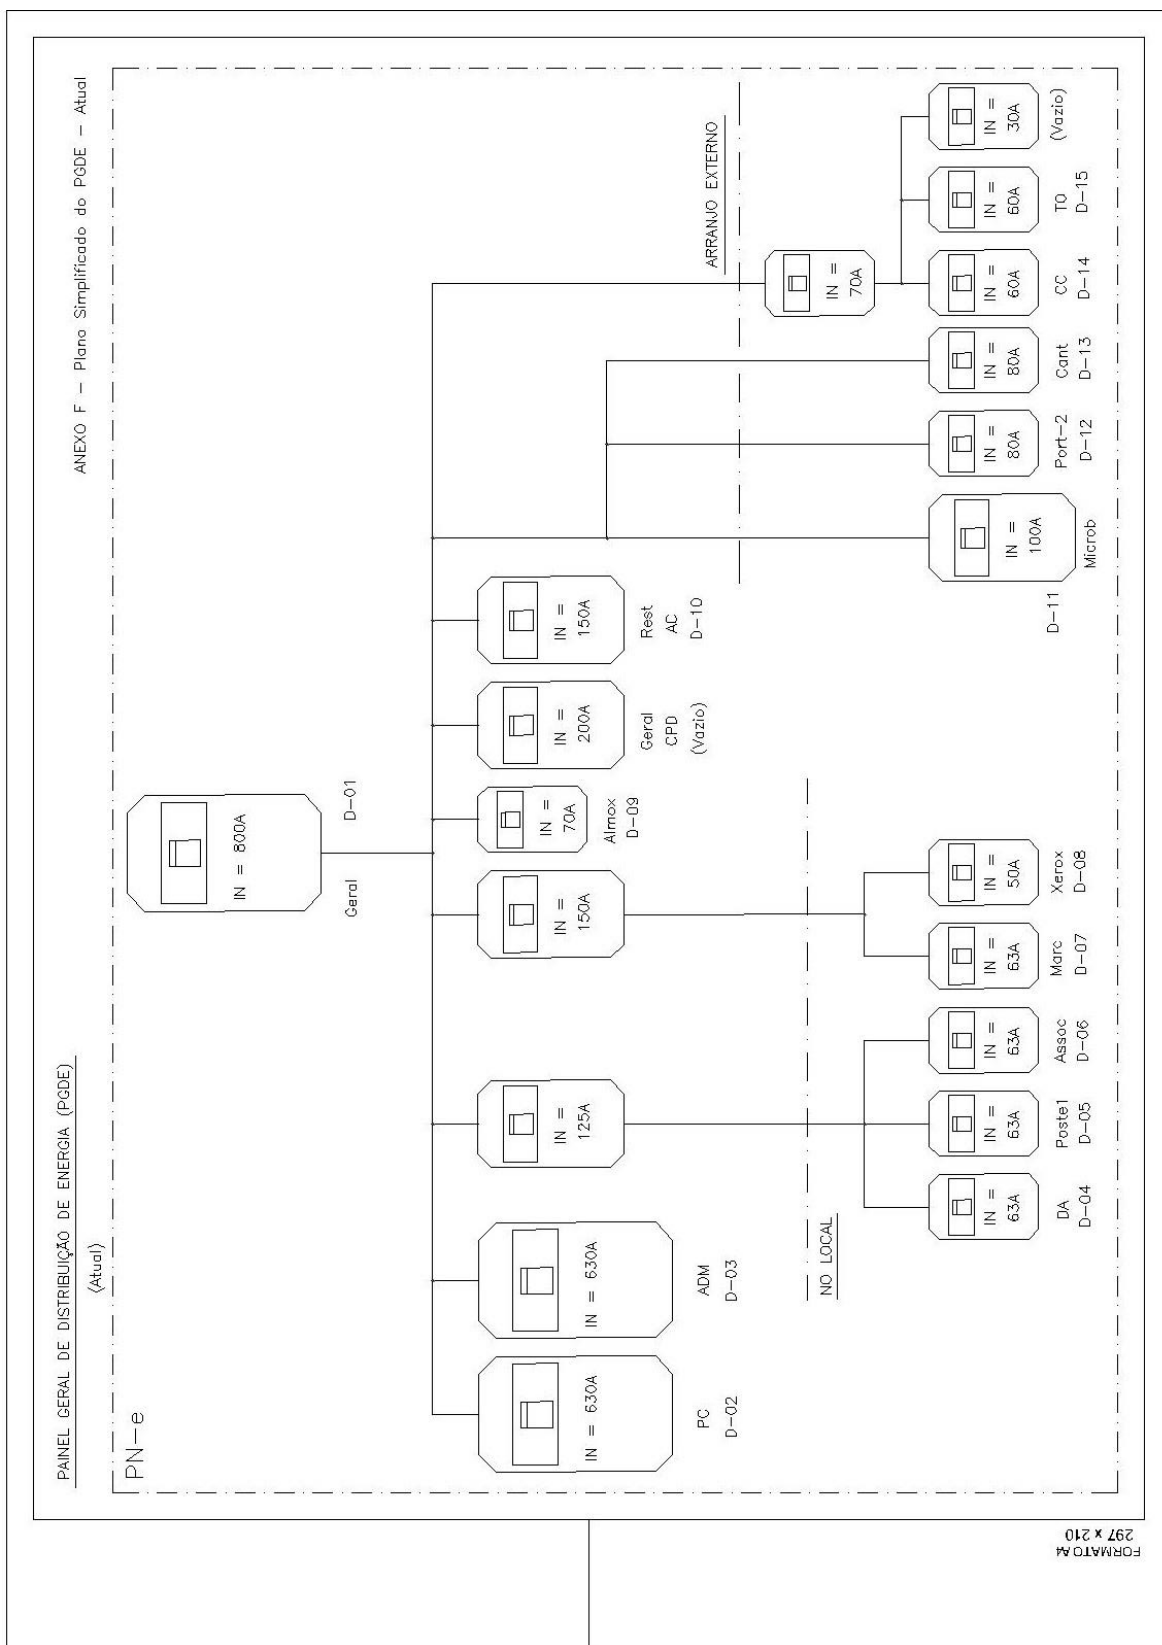 ANEXO F – Plano Simplificado do PGDE – Atual
PAINEL GERAL DE DISTRIBUIÇÃO DE ENERGIA (PGDE)
(Atual)
PN-e
IN = 800A
Geral
D-01
IN = 630A
PC
D-02
IN = 630A
ADM
D-03
IN =
125A
IN =
150A
IN =
70A
Almox
D-09
IN =
200A
Geral
CPD
(Vazio)
IN =
150A
Rest
AC
D-10
NO LOCAL
ARRANJO EXTERNO
IN =
70A
IN =
63A
DA
D-04
IN =
63A
Poste1
D-05
IN =
63A
Assoc
D-06
IN =
63A
Marc
D-07
IN =
50A
Xerox
D-08
IN =
100A
D-11
Microb
IN =
80A
Port-2
D-12
IN =
80A
Cant
D-13
IN =
60A
CC
D-14
IN =
60A
TO
D-15
IN =
30A
(Vazio)
FORMATO A4
297 x 210